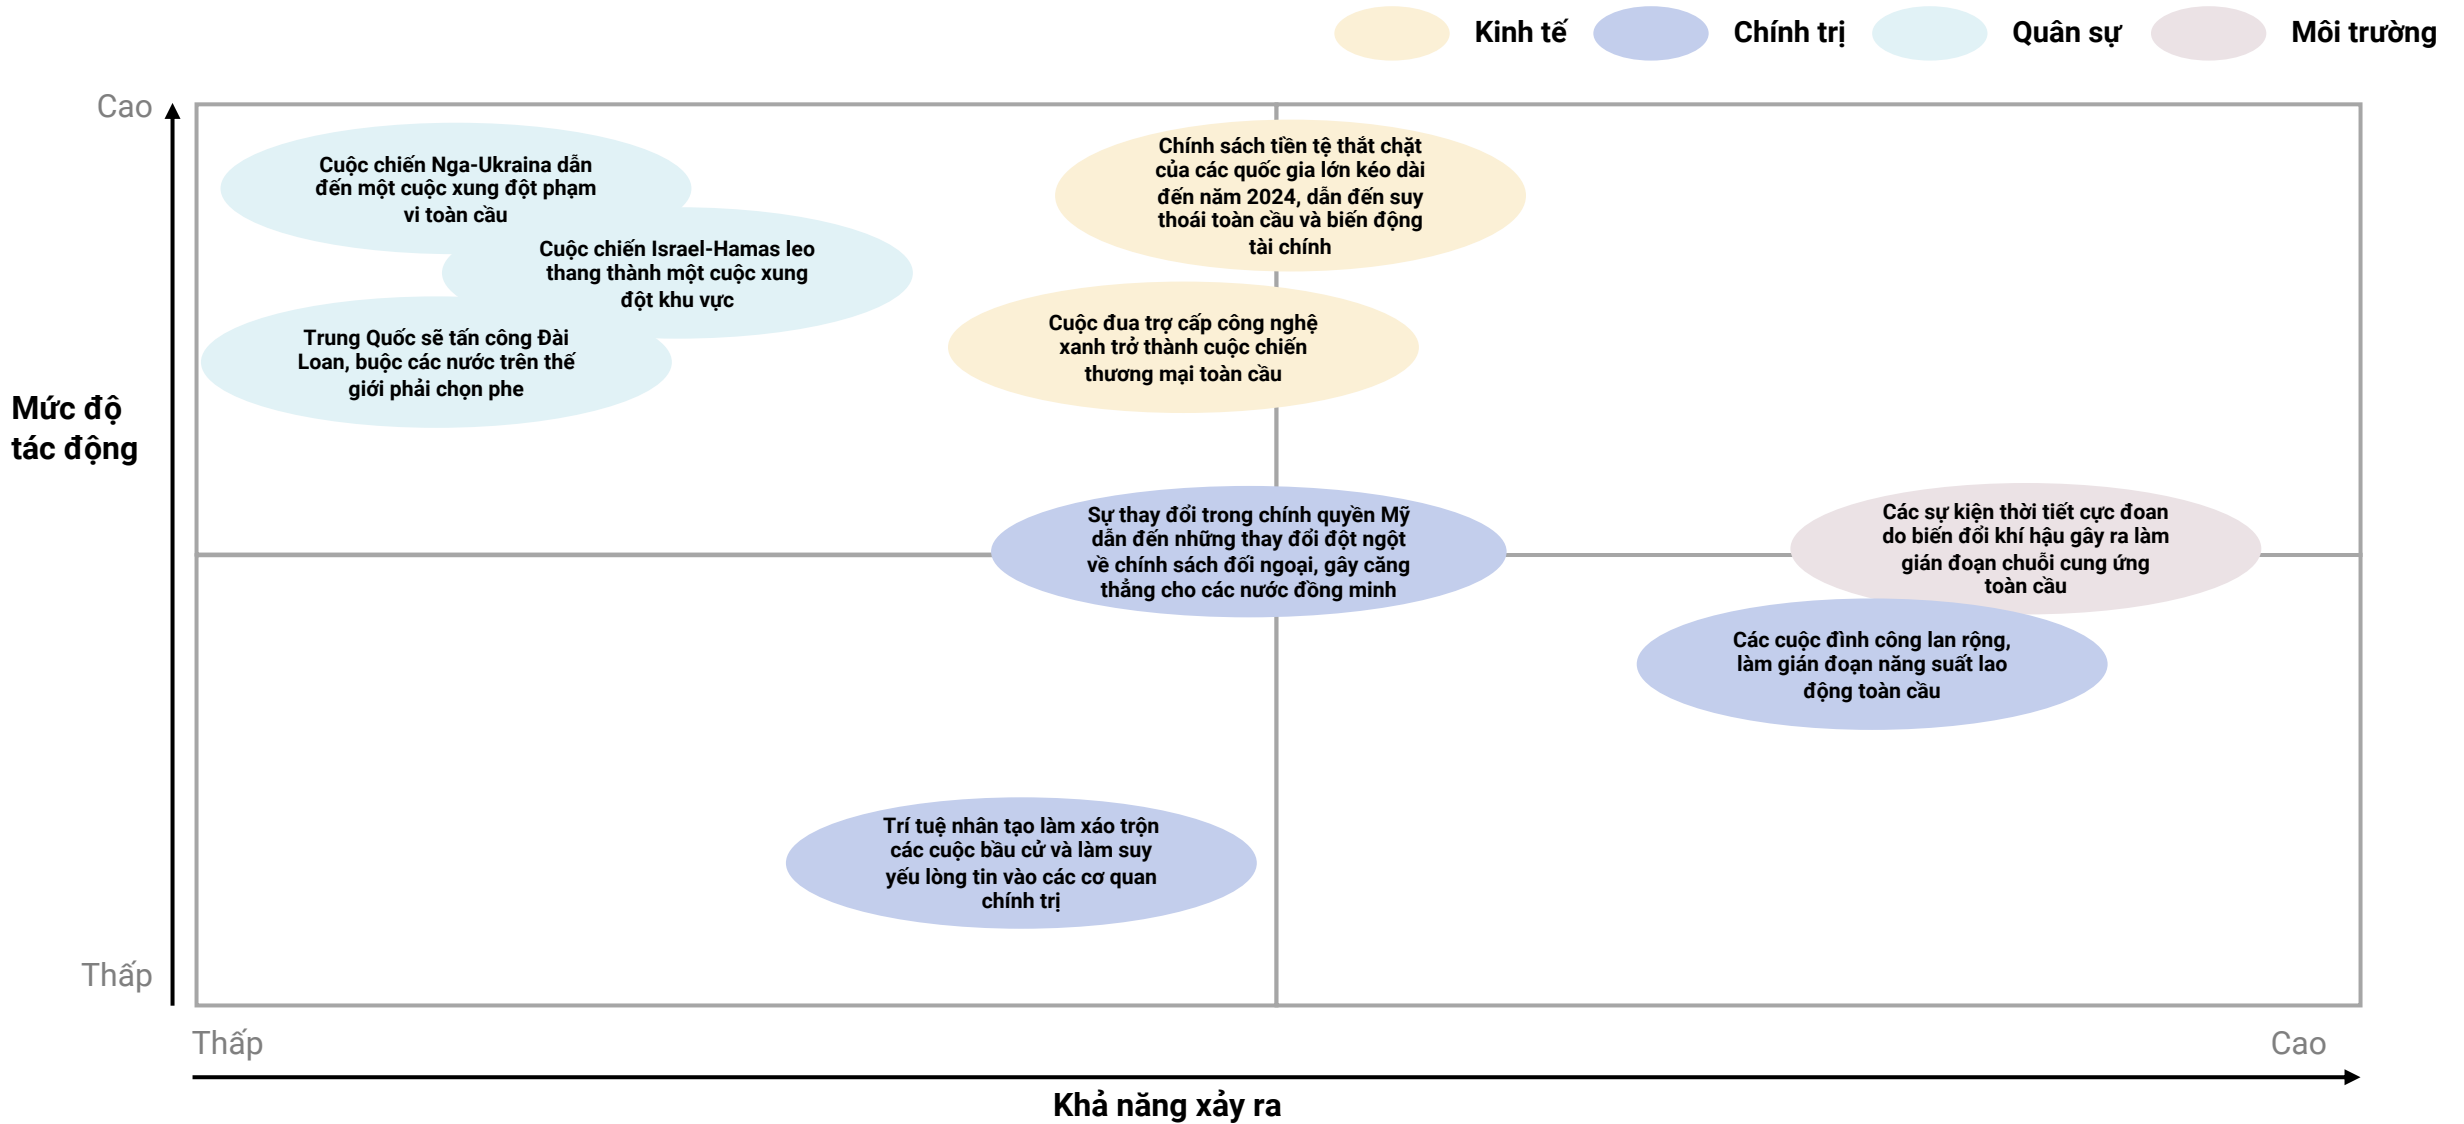 Kinh tế
Chính trị
Quân sự
Môi trường
Cao
Cuộc chiến Nga-Ukraina dẫn
đến một cuộc xung đột phạm
vi toàn cầu
Cuộc chiến Israel-Hamas leo
thang thành một cuộc xung
đột khu vực
Trung Quốc sẽ tấn công Đài
Loan, buộc các nước trên thế
giới phải chọn phe
Chính sách tiền tệ thắt chặt
của các quốc gia lớn kéo dài
đến năm 2024, dẫn đến suy
thoái toàn cầu và biến động
tài chính
Cuộc đua trợ cấp công nghệ
xanh trở thành cuộc chiến
thương mại toàn cầu
Mức độ
tác động
Sự thay đổi trong chính quyền Mỹ
dẫn đến những thay đổi đột ngột
về chính sách đối ngoại, gây căng
thẳng cho các nước đồng minh
Các sự kiện thời tiết cực đoan
do biến đổi khí hậu gây ra làm
gián đoạn chuỗi cung ứng
toàn cầu
Các cuộc đình công lan rộng,
làm gián đoạn năng suất lao
động toàn cầu
Trí tuệ nhân tạo làm xáo trộn
các cuộc bầu cử và làm suy
yếu lòng tin vào các cơ quan
chính trị
Thấp
Thấp
Cao
Khả năng xảy ra